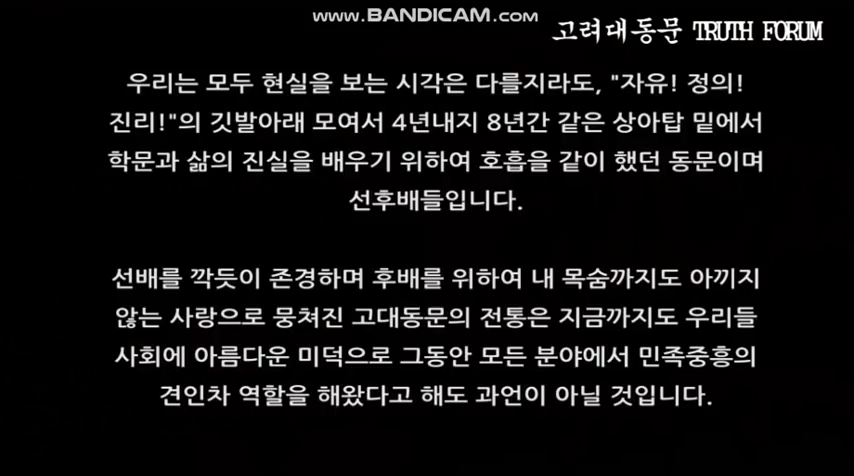 www.BANDICAM.com
고려대동문 TRUTH FORUM
우리는 모두 현실을 보는 시각은 다를지라도, "자유! 정의!
진리!"의 깃발아래 모여서 4년내지 8년간 같은 상아탑 밑에서
학문과 삶의 진실을 배우기 위하여 호흡을 같이 했던 동문이며
선후배들입니다.
선배를 깍듯이 존경하며 후배를 위하여 내 목숨까지도 아끼지
않는 사랑으로 뭉쳐진 고대동문의 전통은 지금까지도 우리들
사회에 아름다운 미덕으로 그동안 모든 분야에서 민족중흥의
견인차 역할을 해왔다고 해도 과언이 아닐 것입니다.